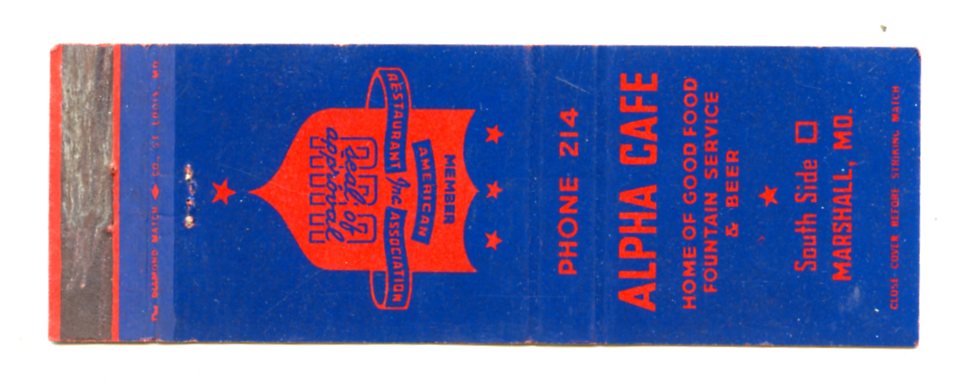 MEMBER
AMERICAN
RESTAURANT Inc ASSOCIATION
Seal of
approval
PHONE 214
ALPHA CAFE
HOME OF GOOD FOOD
FOUNTAIN SERVICE
& BEER
South Side □
MARSHALL, MO.
CLOSE COVER BEFORE STRIKING MATCH